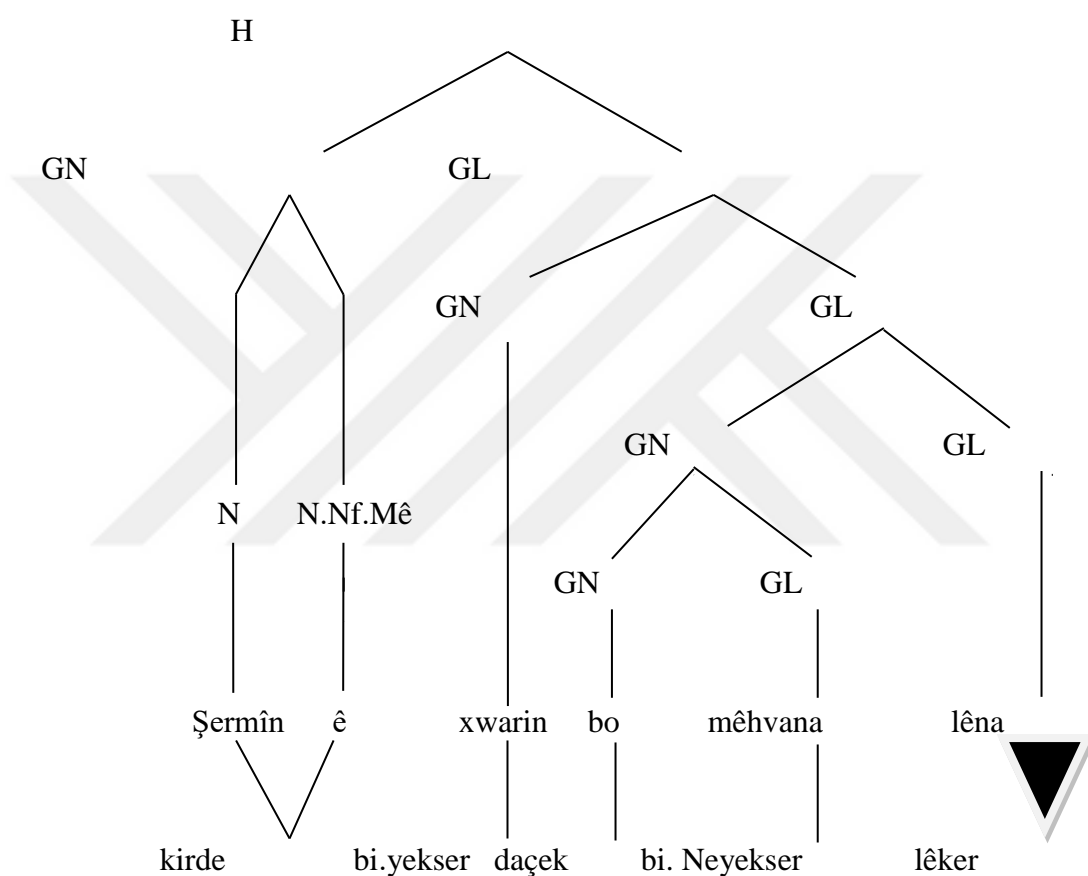 H
GN GL
GN GL
GN GL
N N.Nf.Mê
GN GL
Şermîn ê xwarin bo mêhvana lêna
kirde bi.yekser daçek bi. Neyekser lêker